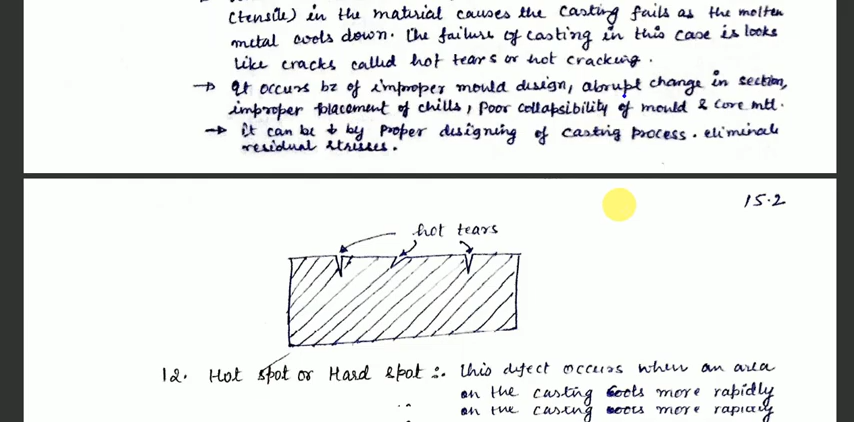 (tensile) in the material causes the casting fails as the molten
metal cools down. The failure of casting in this case is looks
like cracks called hot tears or hot cracking.
→ It occurs bz of improper mould design, abrupt change in section,
improper placement of chills, Poor collapsibility of mould & core mtl.
→ it can be ↓ by Proper designing of casting process. eliminate
residual stresses.
15.2
hot tears
12. Hot spot or Hard spot :. this defect occurs when an area
on the casting cools more rapidly
on the casting cools more rapidly